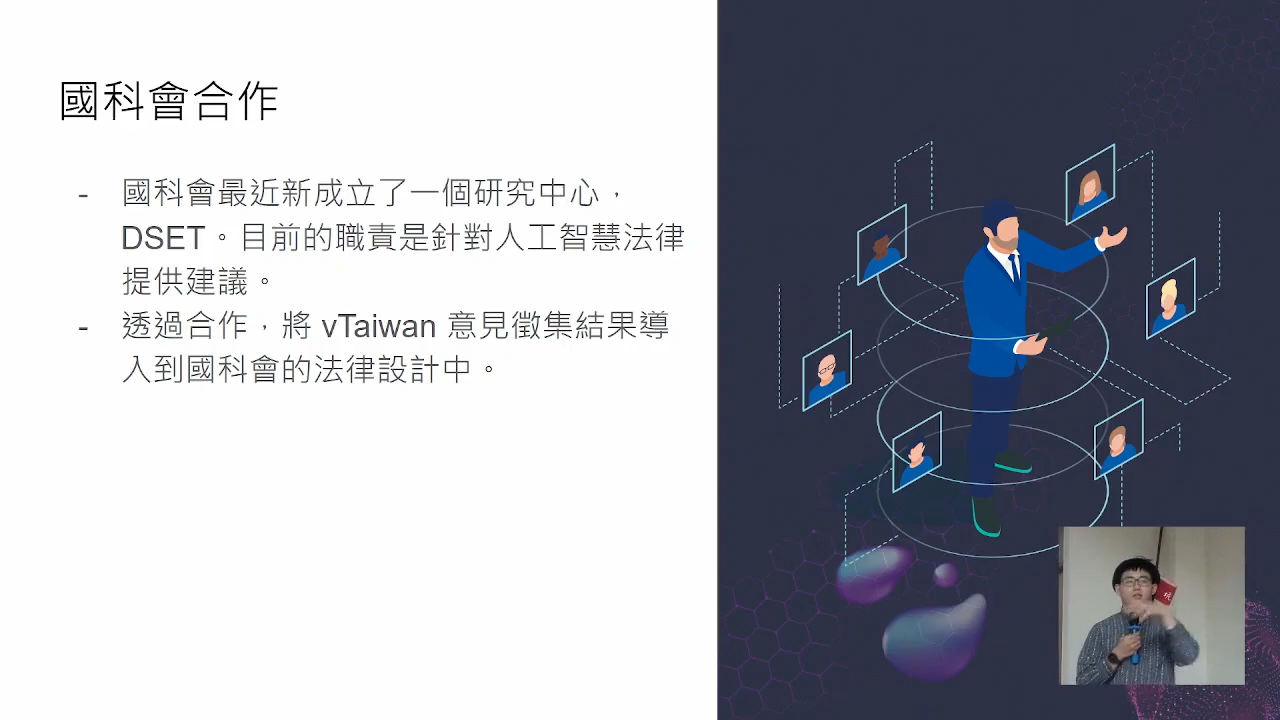 國科會合作
- 國科會最近新成立了一個研究中心，
DSET。目前的職責是針對人工智慧法律
提供建議。
- 透過合作，將 vTaiwan 意見徵集結果導
入到國科會的法律設計中。
坑